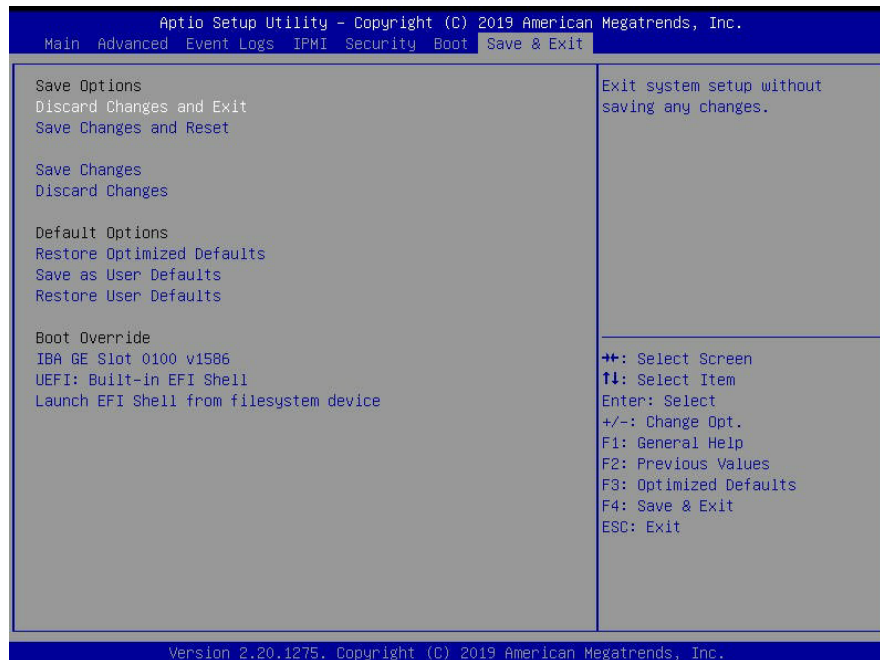 Aptio Setup Utility – Copyright (C) 2019 American Megatrends, Inc.
Main Advanced Event Logs IPMI Security Boot Save & Exit
Save Options
Discard Changes and Exit
Save Changes and Reset
Save Changes
Discard Changes
Default Options
Restore Optimized Defaults
Save as User Defaults
Restore User Defaults
Boot Override
IBA GE Slot 0100 v1586
UEFI: Built-in EFI Shell
Launch EFI Shell from filesystem device
Exit system setup without
saving any changes.
→←: Select Screen
↑↓: Select Item
Enter: Select
+/-: Change Opt.
F1: General Help
F2: Previous Values
F3: Optimized Defaults
F4: Save & Exit
ESC: Exit
Version 2.20.1275. Copyright (C) 2019 American Megatrends, Inc.